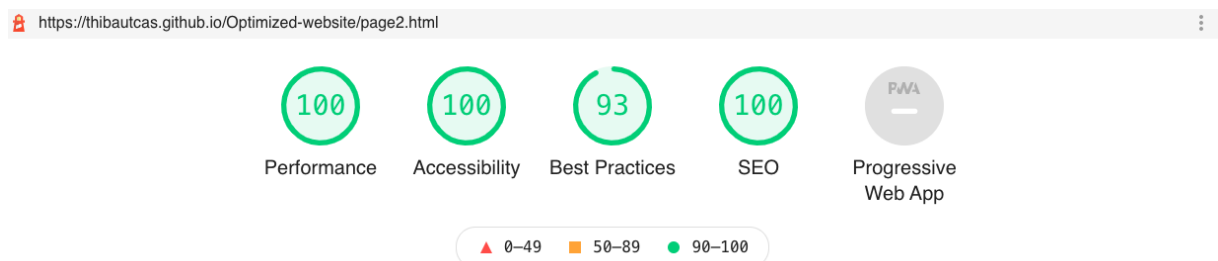 https://thibautcas.github.io/Optimized-website/page2.html
100 100 93 100 PWA
Performance Accessibility Best Practices SEO Progressive
Web App
0–49 50–89 90–100